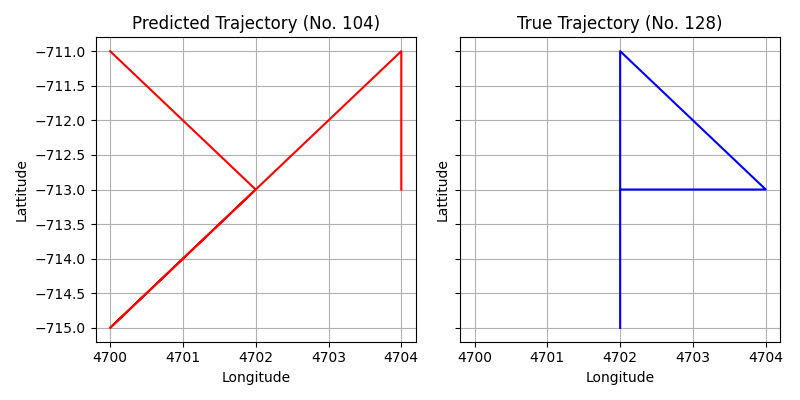 Predicted Trajectory (No. 104)
True Trajectory (No. 128)
Lattitude
−711.0
−711.5
−712.0
−712.5
−713.0
−713.5
−714.0
−714.5
−715.0
4700 4701 4702 4703 4704
Longitude
Lattitude
4700 4701 4702 4703 4704
Longitude